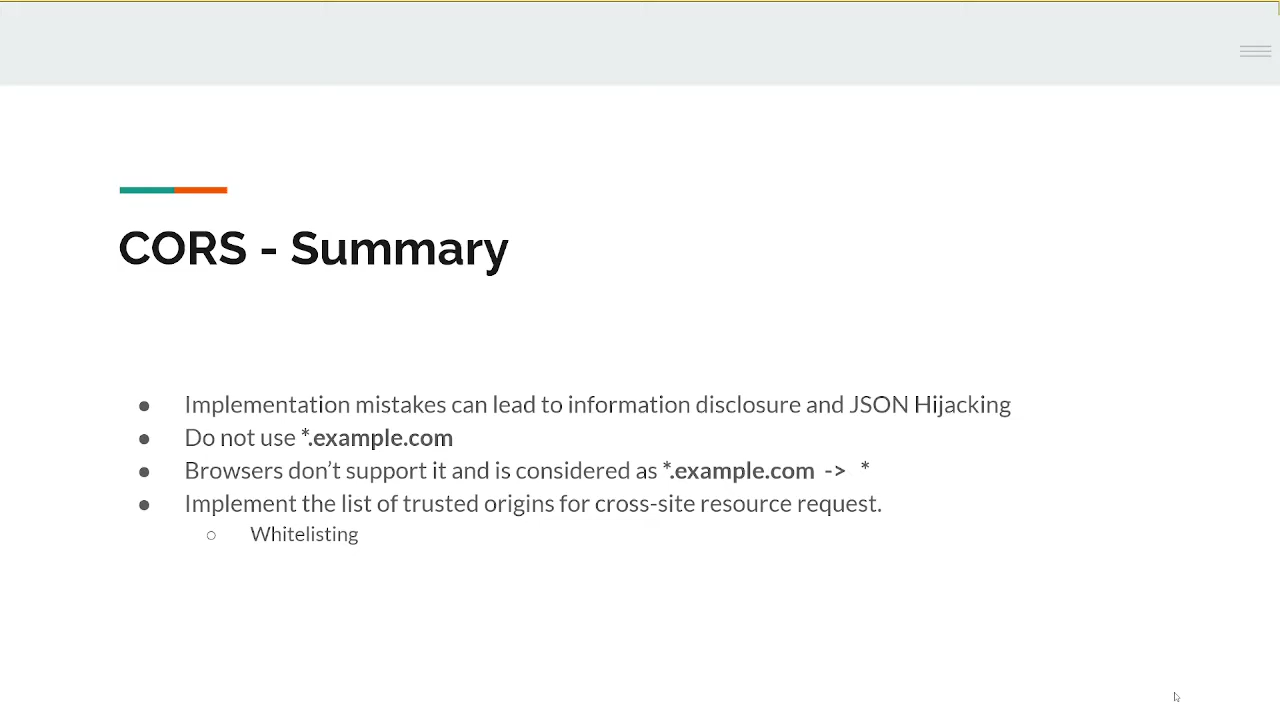 CORS - Summary
● Implementation mistakes can lead to information disclosure and JSON Hijacking
● Do not use *.example.com
● Browsers don't support it and is considered as *.example.com -> *
● Implement the list of trusted origins for cross-site resource request.
○ Whitelisting